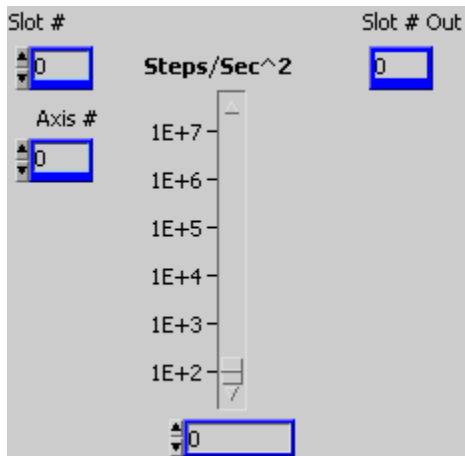 Slot #
Slot # Out
0
Steps/Sec^2
0
Axis #
0
1E+7
1E+6
1E+5
1E+4
1E+3
1E+2
0